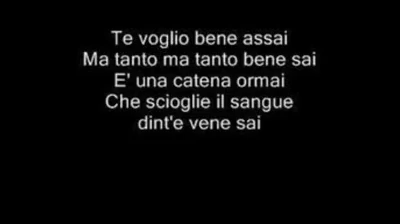 Te voglio bene assai
Ma tanto ma tanto bene sai
E' una catena ormai
Che scioglie il sangue
dint'e vene sai